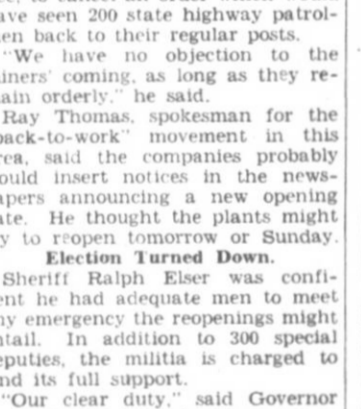 ave seen 200 state highway patrol-
en back to their regular posts.
"We have no objection to the
iners' coming, as long as they re-
ain orderly," he said.
Ray Thomas, spokesman for the
back-to-work" movement in this
rea, said the companies probably
ould insert notices in the news-
apers announcing a new opening
ate. He thought the plants might
y to reopen tomorrow or Sunday.
Election Turned Down.
Sheriff Ralph Elser was confi-
ent he had adequate men to meet
ny emergency the reopenings might
ntail. In addition to 300 special
eputies, the militia is charged to
nd its full support.
"Our clear duty," said Governor